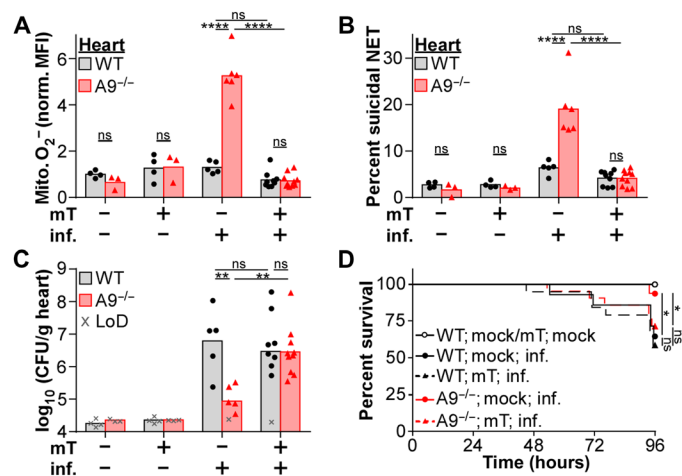 A
Heart
WT
A9⁻/⁻
Mito. O₂⁻ (norm. MFI)
6
4
2
0
ns
ns
ns
****
****
ns
mT − + − +
inf. − − + +
B
Heart
WT
A9⁻/⁻
Percent suicidal NET
30
20
10
0
ns
ns
ns
****
****
ns
mT − + − +
inf. − − + +
C
WT
A9⁻/⁻
LoD
log₁₀ (CFU/g heart)
9
8
7
6
5
4
ns
ns
**
**
mT − + − +
inf. − − + +
D
Percent survival
100
75
50
25
0
WT; mock/mT; mock
WT; mock; inf.
WT; mT; inf.
A9⁻/⁻; mock; inf.
A9⁻/⁻; mT; inf.
*
*
ns
ns
0 24 48 72 96
Time (hours)